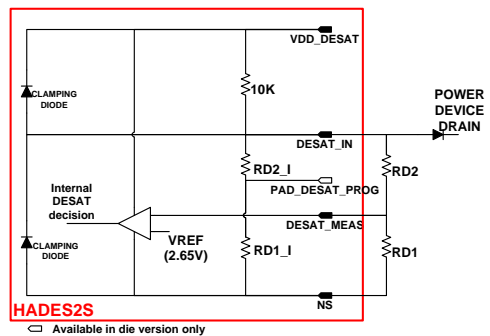 VDD_DESAT
CLAMPING
DIODE
10K
POWER
DEVICE
DRAIN
DESAT_IN
RD2_I
PAD_DESAT_PROG
RD2
Internal
DESAT
decision
DESAT_MEAS
VREF
(2.65V)
RD1_I
RD1
CLAMPING
DIODE
HADES2S
NS
Available in die version only